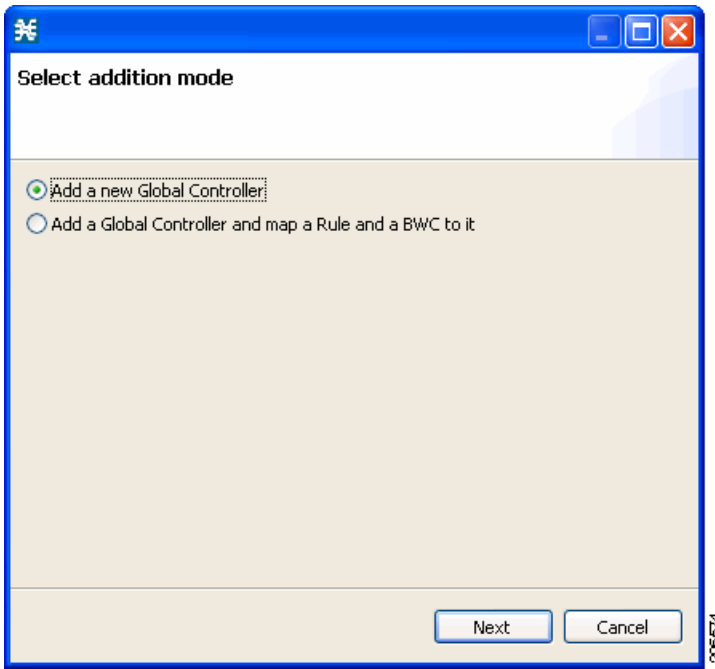 Select addition mode
Add a new Global Controller
Add a Global Controller and map a Rule and a BWC to it
Next
Cancel